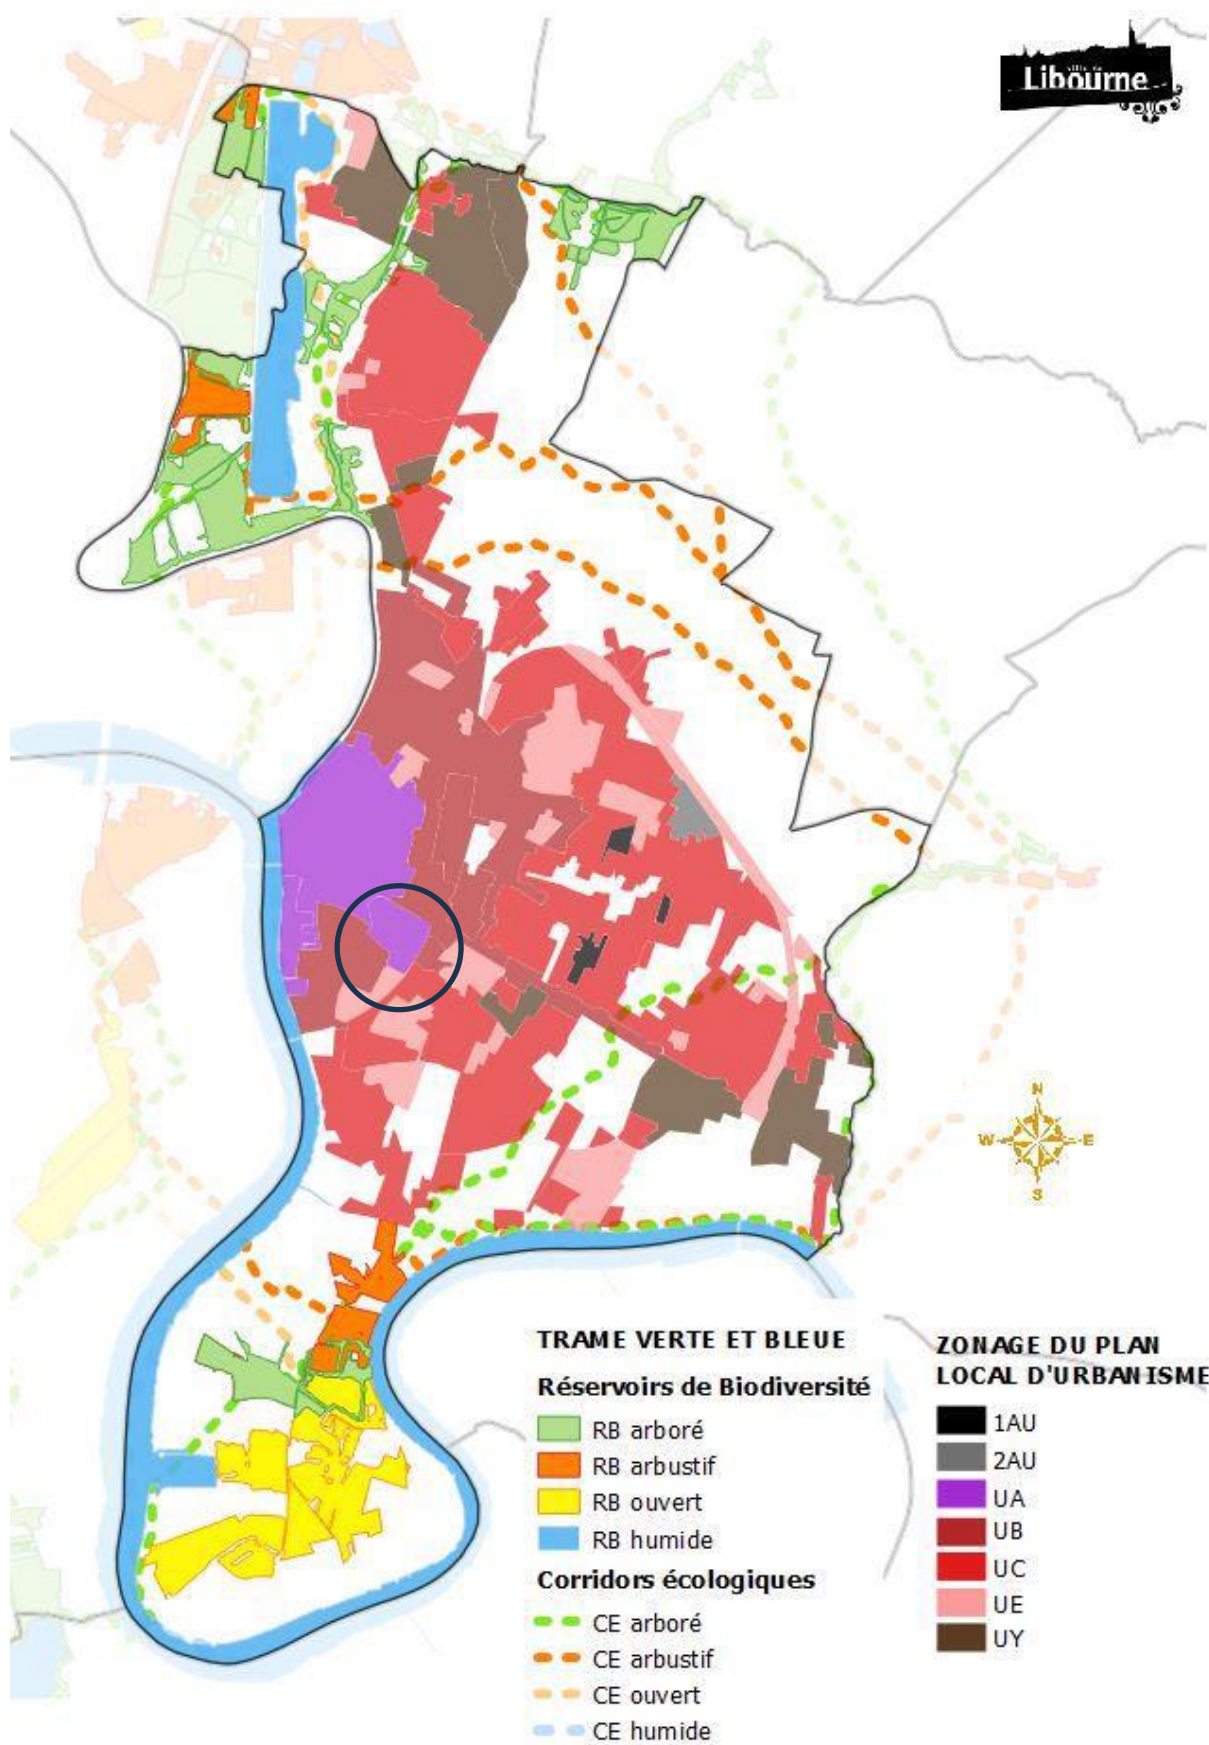 ville de
Libourne
N
W E
S
TRAME VERTE ET BLEUE
Réservoirs de Biodiversité
RB arboré
RB arbustif
RB ouvert
RB humide
Corridors écologiques
CE arboré
CE arbustif
CE ouvert
CE humide
ZONAGE DU PLAN
LOCAL D'URBANISME
1AU
2AU
UA
UB
UC
UE
UY